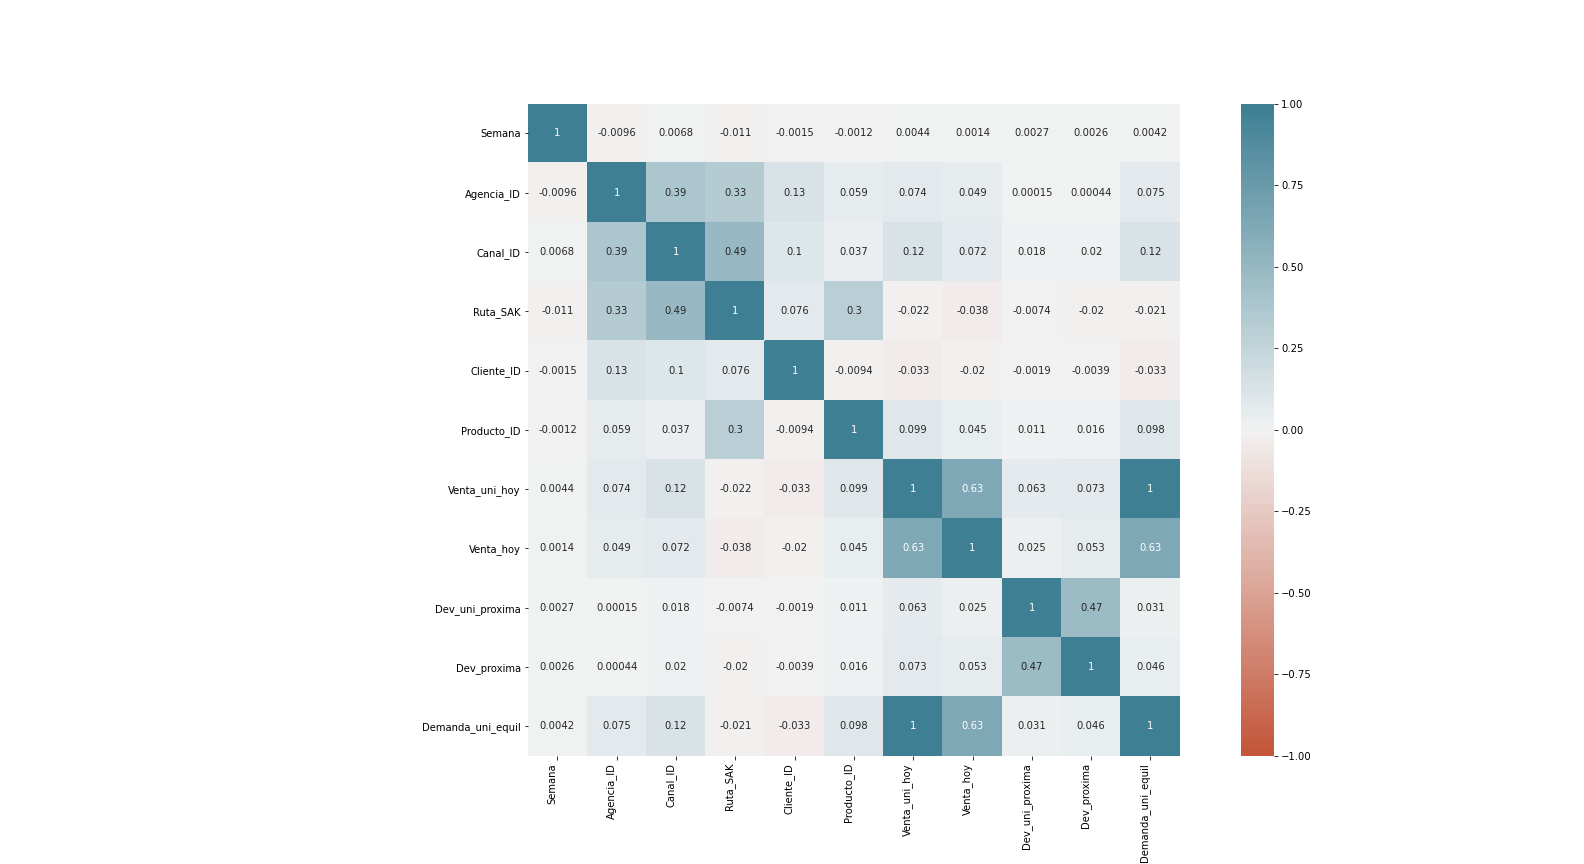 Semana 1 -0.0096 0.0068 -0.011 -0.0015 -0.0012 0.0044 0.0014 0.0027 0.0026 0.0042
Agencia_ID -0.0096 1 0.39 0.33 0.13 0.059 0.074 0.049 0.00015 0.00044 0.075
Canal_ID 0.0068 0.39 1 0.49 0.1 0.037 0.12 0.072 0.018 0.02 0.12
Ruta_SAK -0.011 0.33 0.49 1 0.076 0.3 -0.022 -0.038 -0.0074 -0.02 -0.021
Cliente_ID -0.0015 0.13 0.1 0.076 1 -0.0094 -0.033 -0.02 -0.0019 -0.0039 -0.033
Producto_ID -0.0012 0.059 0.037 0.3 -0.0094 1 0.099 0.045 0.011 0.016 0.098
Venta_uni_hoy 0.0044 0.074 0.12 -0.022 -0.033 0.099 1 0.63 0.063 0.073 1
Venta_hoy 0.0014 0.049 0.072 -0.038 -0.02 0.045 0.63 1 0.025 0.053 0.63
Dev_uni_proxima 0.0027 0.00015 0.018 -0.0074 -0.0019 0.011 0.063 0.025 1 0.47 0.031
Dev_proxima 0.0026 0.00044 0.02 -0.02 -0.0039 0.016 0.073 0.053 0.47 1 0.046
Demanda_uni_equil 0.0042 0.075 0.12 -0.021 -0.033 0.098 1 0.63 0.031 0.046 1
Semana
Agencia_ID
Canal_ID
Ruta_SAK
Cliente_ID
Producto_ID
Venta_uni_hoy
Venta_hoy
Dev_uni_proxima
Dev_proxima
Demanda_uni_equil
1.00
0.75
0.50
0.25
0.00
−0.25
−0.50
−0.75
−1.00